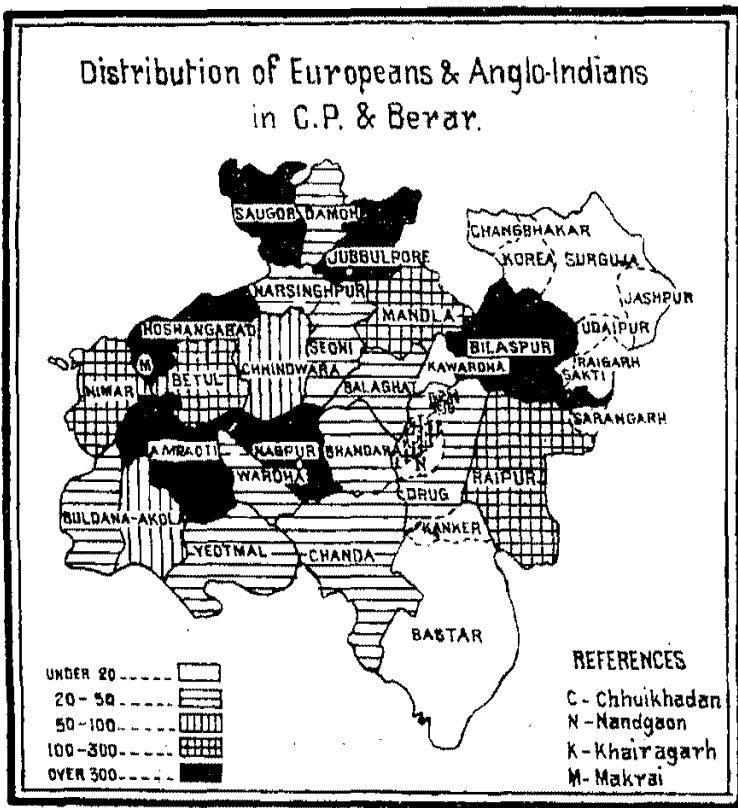 Distribution of Europeans & Anglo-Indians
in C.P. & Berar.
SAUGOR
DAMOH
JUBBULPORE
CHANGBHAKAR
KOREA
SURGUJA
JASHPUR
NARSINGHPUR
MANDLA
UDAIPUR
HOSHANGABAD
SEONI
BILASPUR
RAIGARH
M
BETUL
CHHINDWARA
BALAGHAT
KAWARDHA
SAKTI
NIMAR
SARANGARH
AMRAOTI
NAGPUR
BHANDARA
WARDHA
N
RAIPUR
DRUG
BULDANA-AKOLA
KANKER
YEOTMAL
CHANDA
BASTAR
UNDER 20
20-50
50-100
100-300
OVER 300
REFERENCES
C - Chhuikhadan
N - Nandgaon
K - Khairagarh
M - Makrai